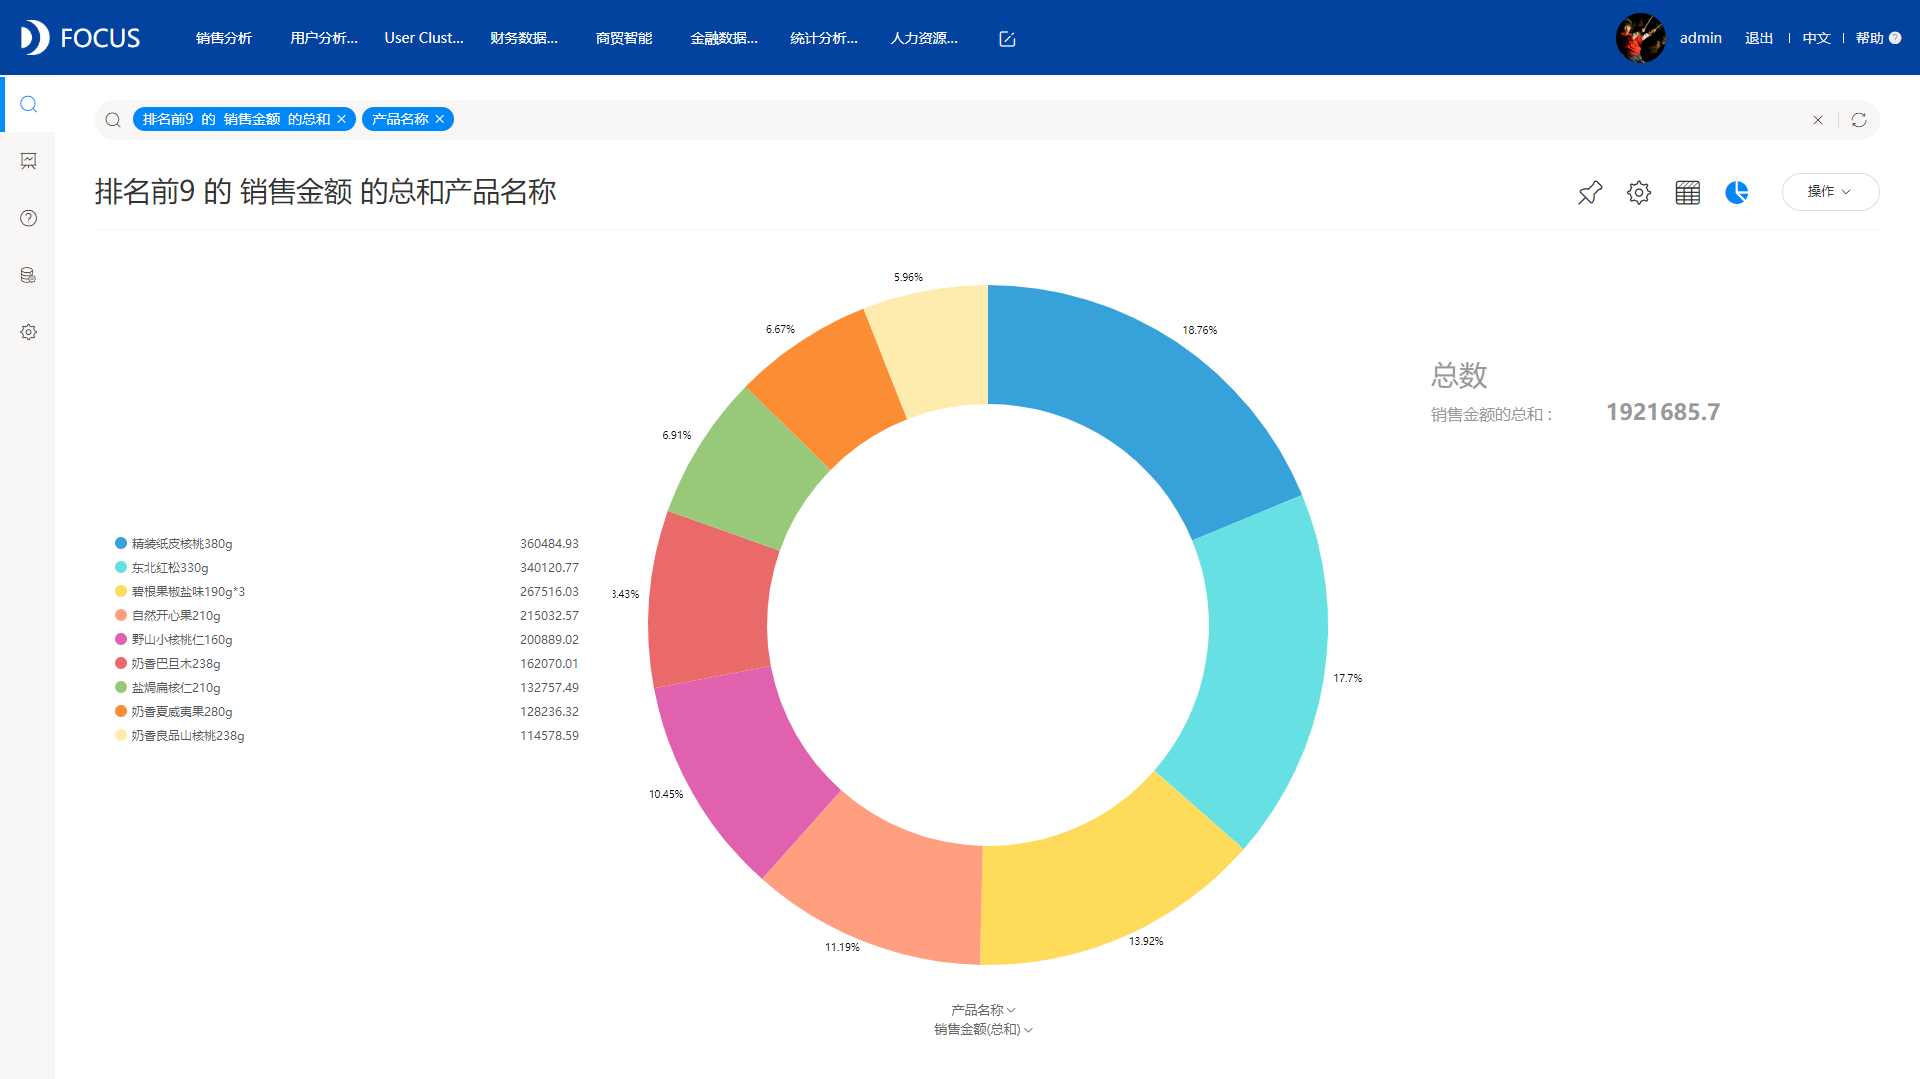 FOCUS 销售分析 用户分析... User Clust... 财务数据... 商贸智能 金融数据... 统计分析... 人力资源... admin 退出 中文 帮助
排名前9 的 销售金额 的总和 产品名称
排名前9 的 销售金额 的总和产品名称
操作
5.96%
6.67%
18.76%
总数
销售金额的总和： 1921685.7
6.91%
精装纸皮核桃380g 360484.93
东北红松330g 340120.77
碧根果椒盐味190g*3 267516.03
.43%
自然开心果210g 215032.57
野山小核桃仁160g 200889.02
奶香巴旦木238g 162070.01
17.7%
盐焗扁核仁210g 132757.49
奶香夏威夷果280g 128236.32
奶香良品山核桃238g 114578.59
10.45%
13.92%
11.19%
产品名称
销售金额(总和)